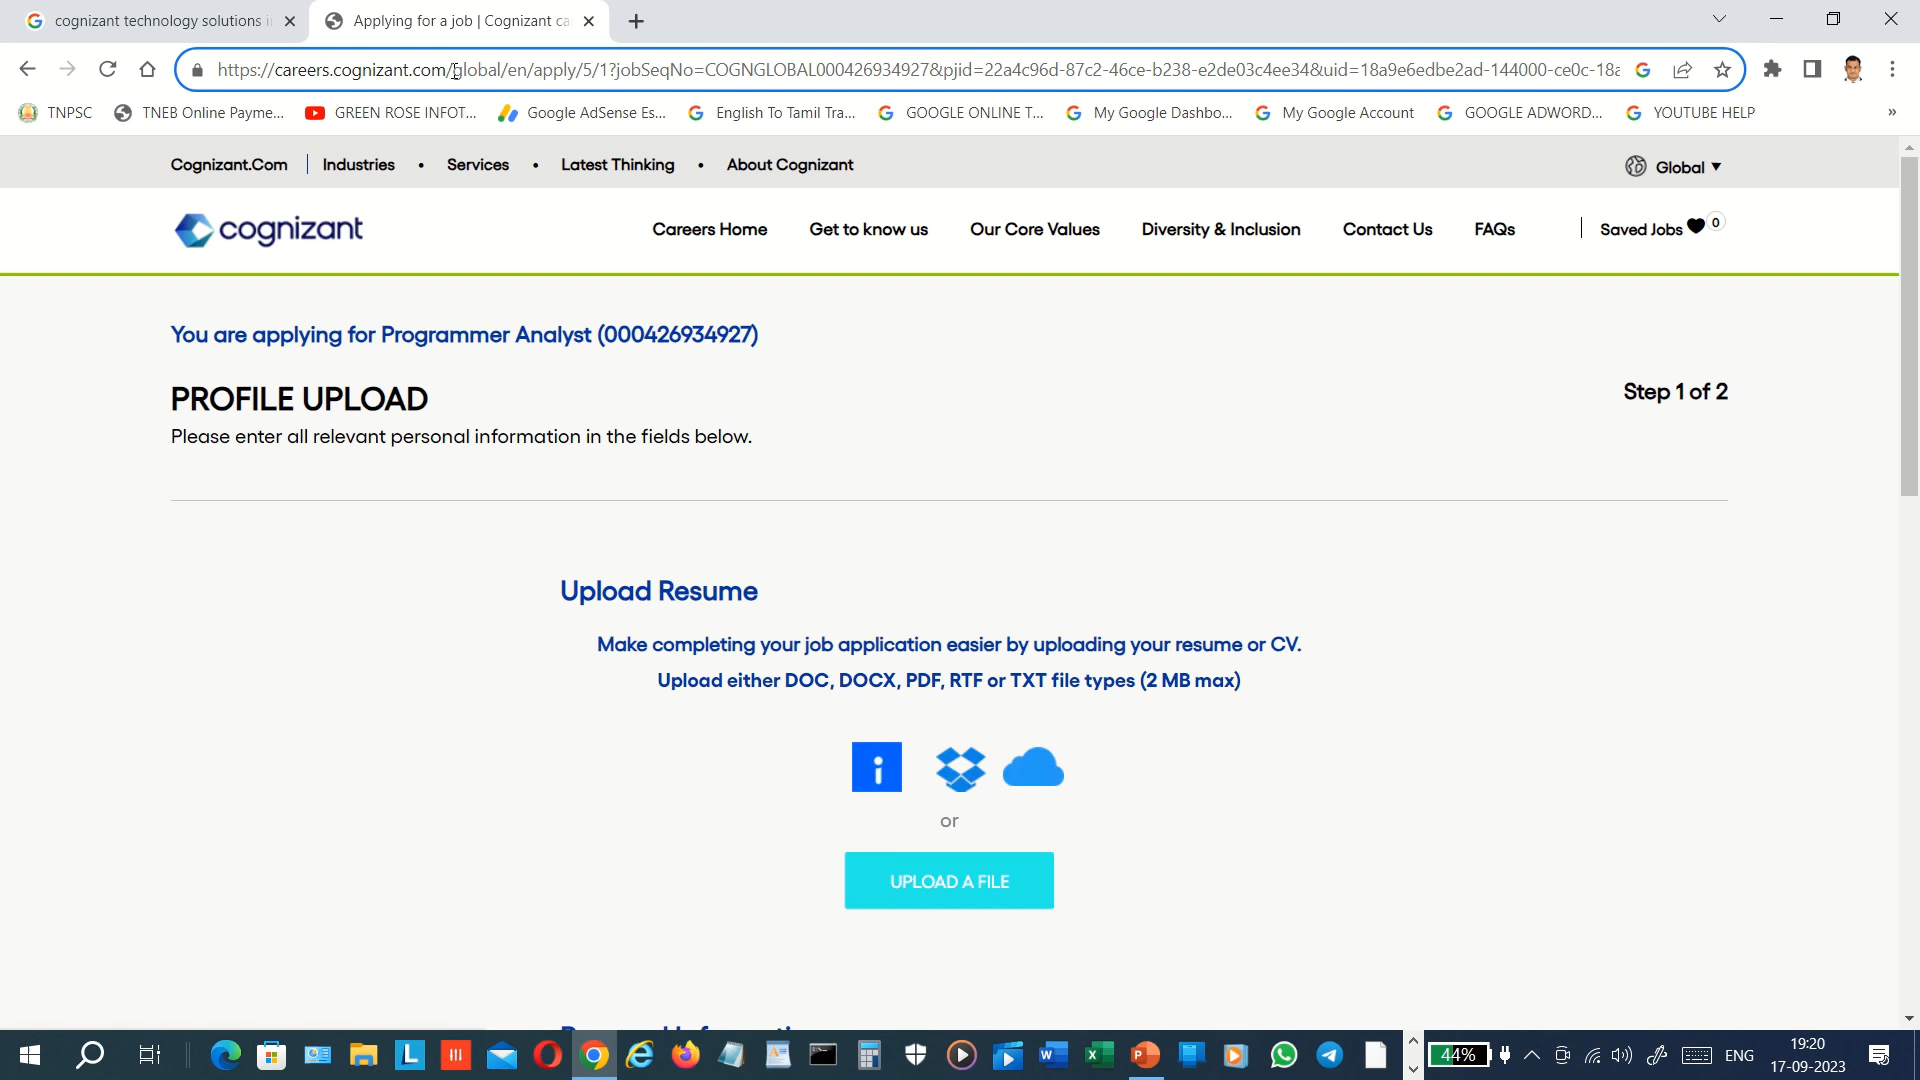 cognizant technology solutions i
Applying for a job | Cognizant ca
https://careers.cognizant.com/global/en/apply/5/1?jobSeqNo=COGNGLOBAL000426934927&pjid=22a4c96d-87c2-46ce-b238-e2de03c4ee34&uid=18a9e6edbe2ad-144000-ce0c-18a
TNPSC
TNEB Online Payme...
GREEN ROSE INFOT...
Google AdSense Es...
English To Tamil Tra...
GOOGLE ONLINE T...
My Google Dashbo...
My Google Account
GOOGLE ADWORD...
YOUTUBE HELP
»
Cognizant.Com
Industries • Services • Latest Thinking • About Cognizant
Global
cognizant
Careers Home
Get to know us
Our Core Values
Diversity & Inclusion
Contact Us
FAQs
Saved Jobs 0
You are applying for Programmer Analyst (000426934927)
PROFILE UPLOAD
Step 1 of 2
Please enter all relevant personal information in the fields below.
Upload Resume
Make completing your job application easier by uploading your resume or CV.
Upload either DOC, DOCX, PDF, RTF or TXT file types (2 MB max)
or
UPLOAD A FILE
44%
ENG
19:20
17-09-2023